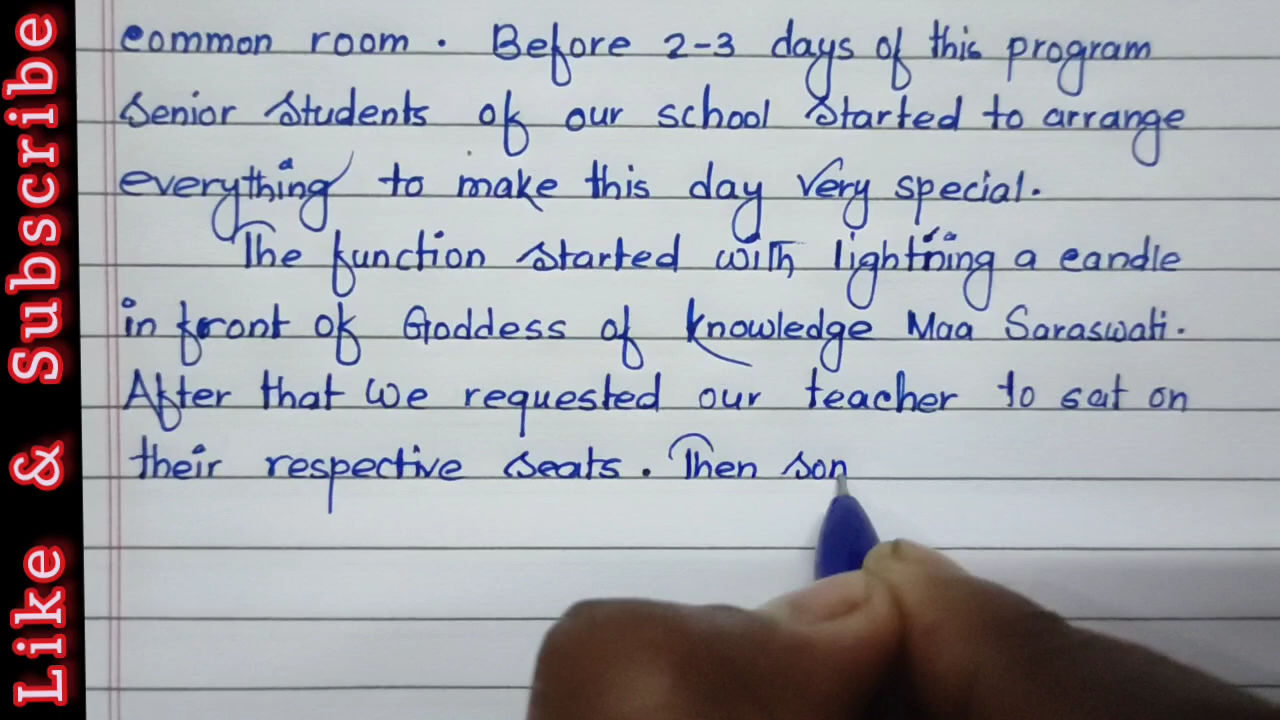 Like & Subscribe
common room. Before 2-3 days of this program
senior students of our school started to arrange
everything to make this day very special.
The function started with lightning a candle
in front of Goddess of knowledge Maa Saraswati.
After that we requested our teacher to sat on
their respective seats. Then son